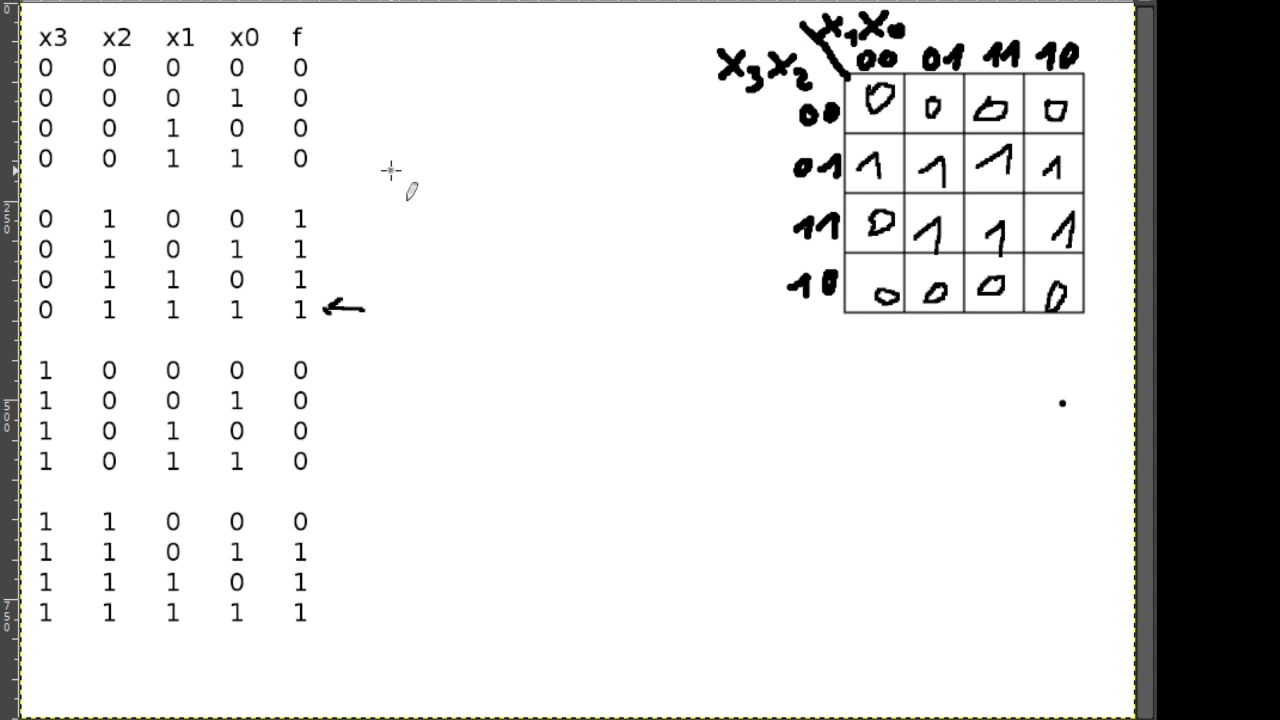 x3 x2 x1 x0 f
0 0 0 0 0
0 0 0 1 0
0 0 1 0 0
0 0 1 1 0
0 1 0 0 1
0 1 0 1 1
0 1 1 0 1
0 1 1 1 1
1 0 0 0 0
1 0 0 1 0
1 0 1 0 0
1 0 1 1 0
1 1 0 0 0
1 1 0 1 1
1 1 1 0 1
1 1 1 1 1
x1x0
x3x2 00 01 11 10
00 0 0 0 0
01 1 1 1 1
11 0 1 1 1
10 0 0 0 0
0
250
500
750